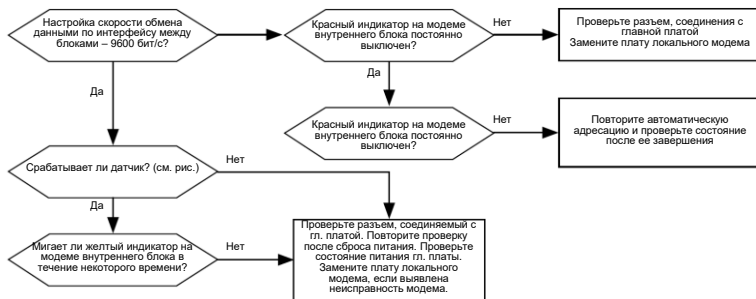 Настройка скорости обмена
данными по интерфейсу между
блоками – 9600 бит/с?
Красный индикатор на модеме
внутреннего блока постоянно
выключен?
Нет
Проверьте разъем, соединения с
главной платой
Замените плату локального модема
Да
Да
Красный индикатор на модеме
внутреннего блока постоянно
выключен?
Нет
Повторите автоматическую
адресацию и проверьте состояние
после ее завершения
Срабатывает ли датчик? (см. рис.)
Нет
Да
Мигает ли желтый индикатор на
модеме внутреннего блока в
течение некоторого времени?
Нет
Проверьте разъем, соединяемый с
гл. платой. Повторите проверку
после сброса питания. Проверьте
состояние питания гл. платы.
Замените плату локального
модема, если выявлена
неисправность модема.